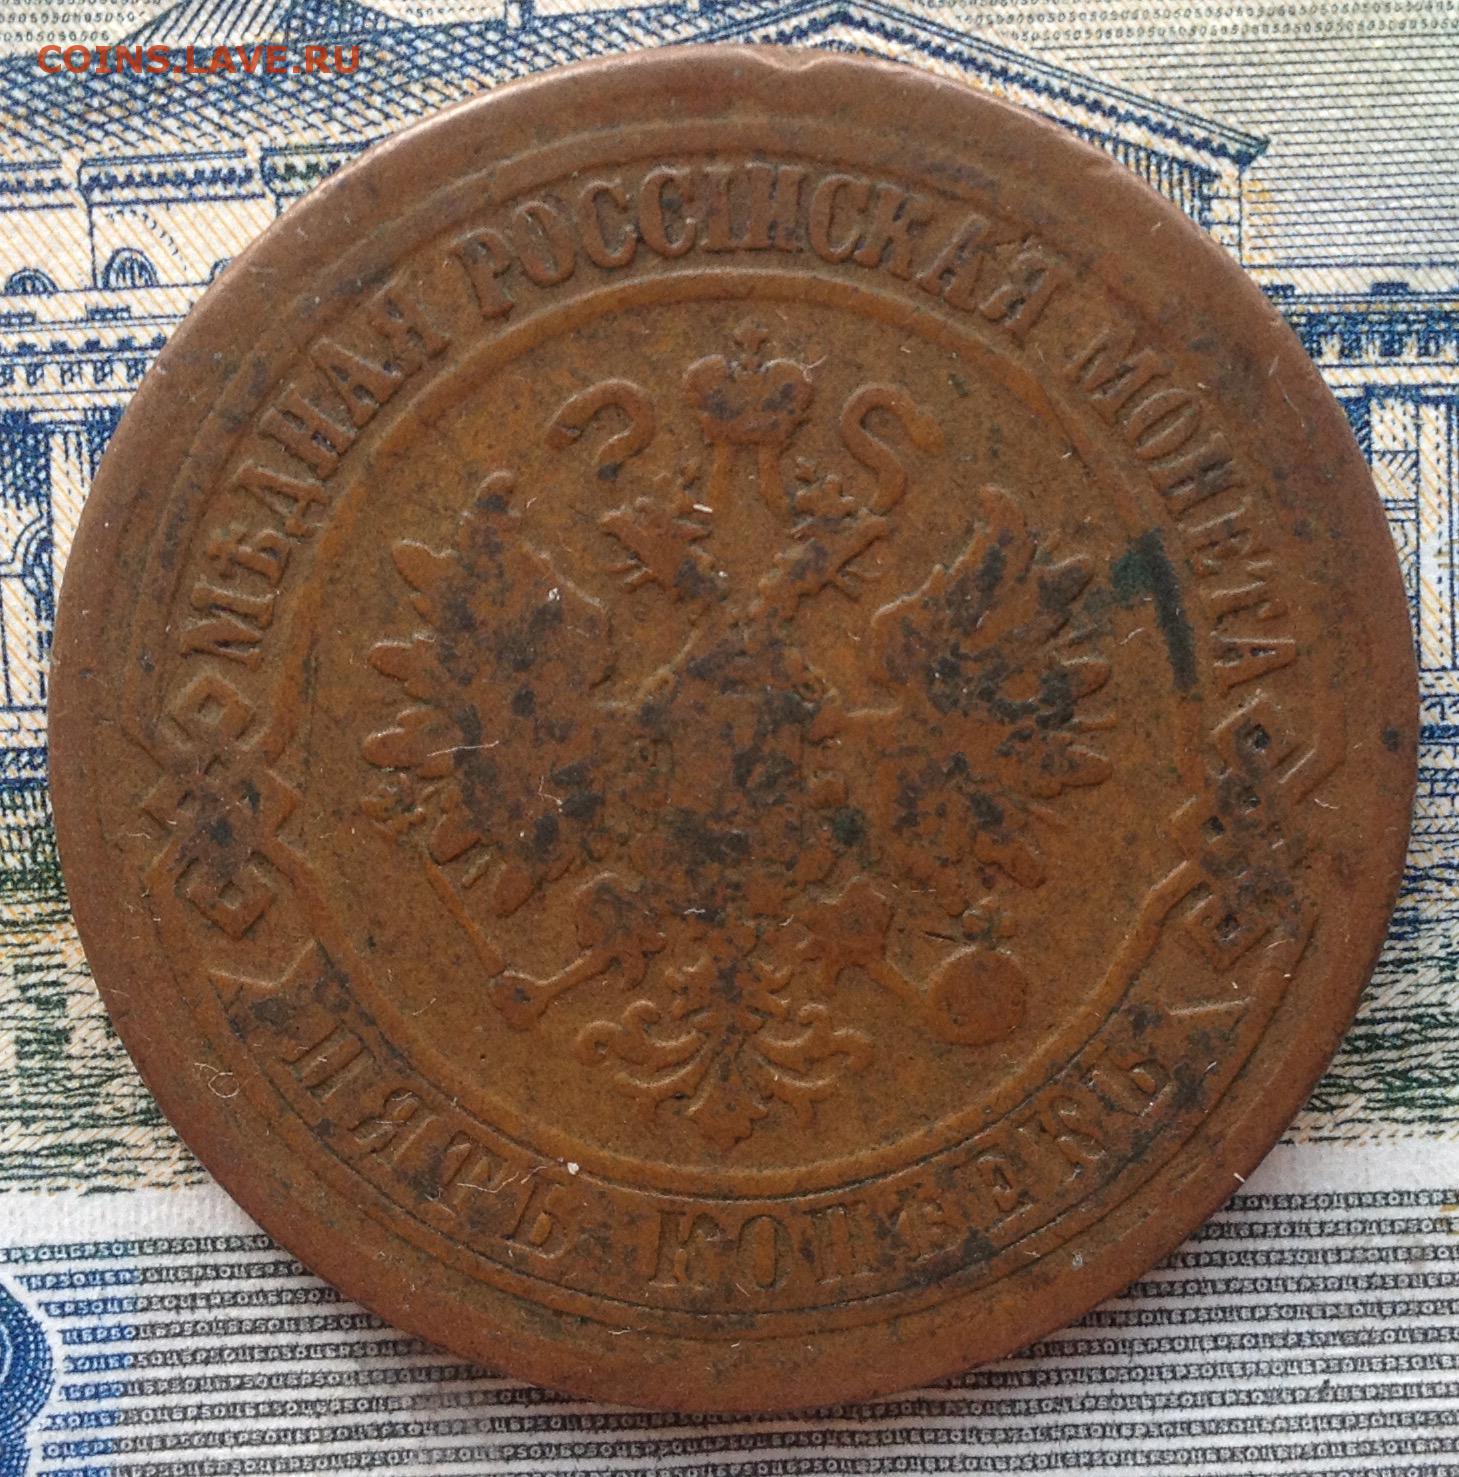 COINS.LAVE.RU
МѢДНАЯ РОССІЙСКАЯ МОНЕТА
ПЯТЬ КОПѢЕКЪ